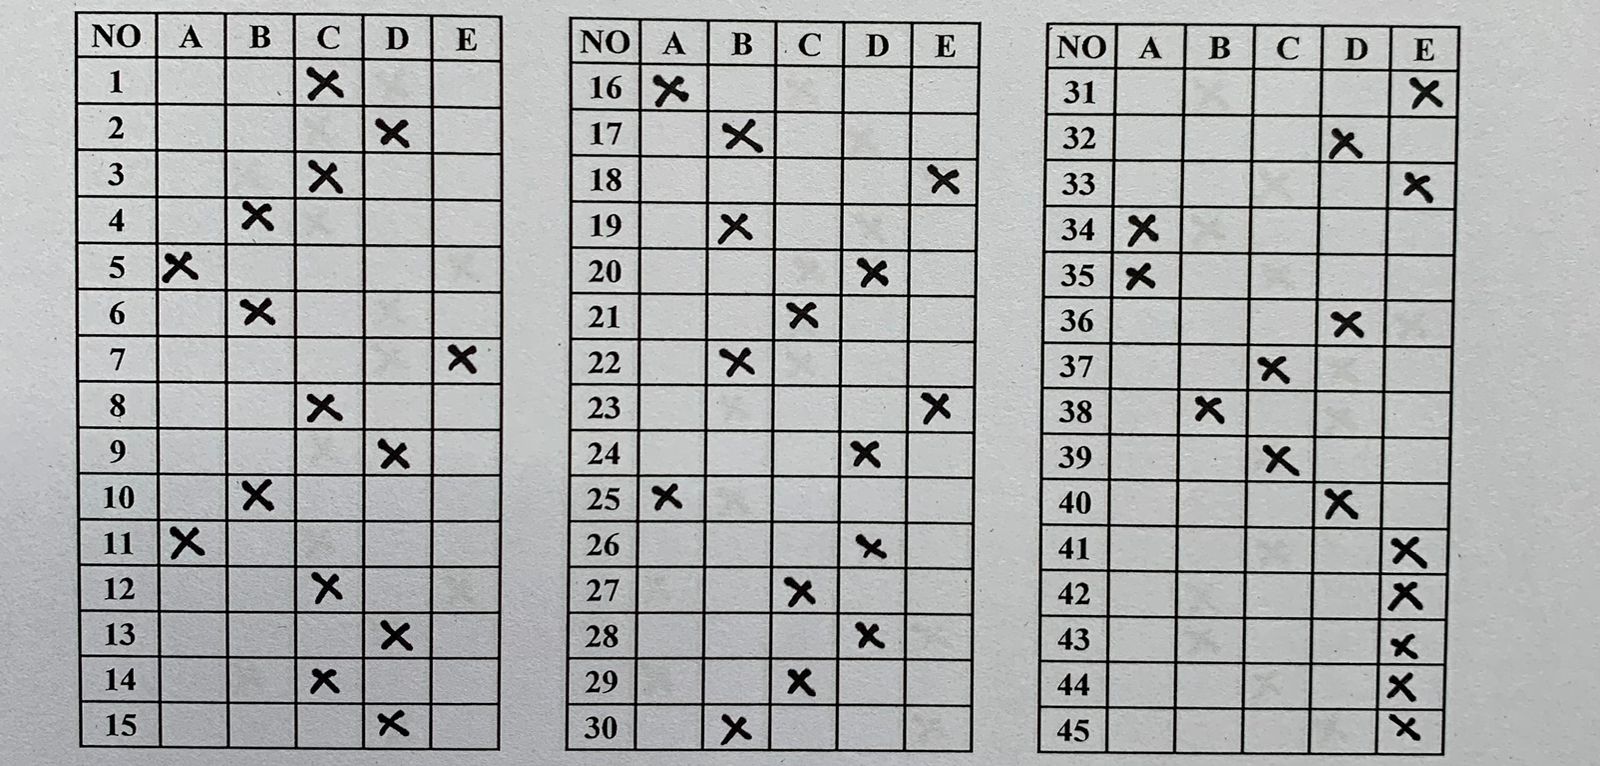 NO A B C D E
1 X
2 X
3 X
4 X
5 X
6 X
7 X
8 X
9 X
10 X
11 X
12 X
13 X
14 X
15 X
NO A B C D E
16 X
17 X
18 X
19 X
20 X
21 X
22 X
23 X
24 X
25 X
26 X
27 X
28 X
29 X
30 X
NO A B C D E
31 X
32 X
33 X
34 X
35 X
36 X
37 X
38 X
39 X
40 X
41 X
42 X
43 X
44 X
45 X